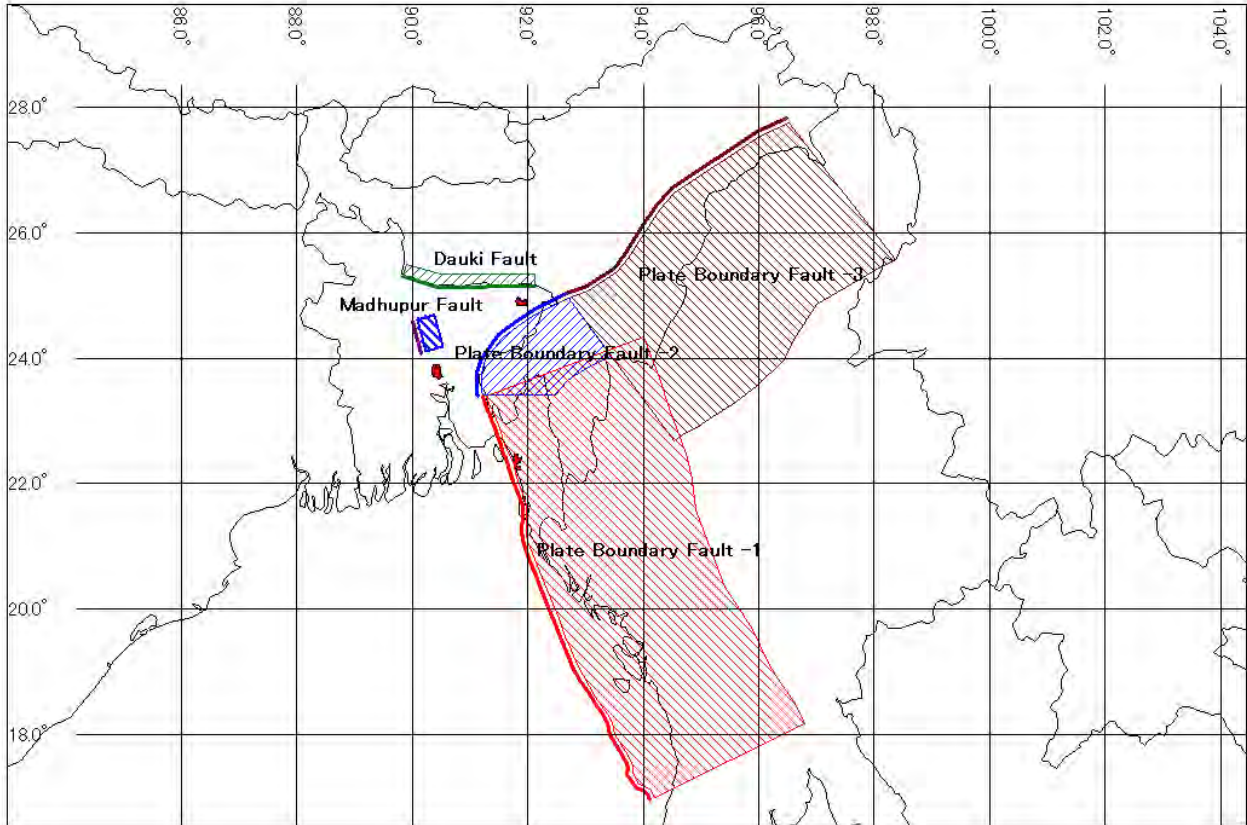 86.0° 88.0° 90.0° 92.0° 94.0° 96.0° 98.0° 100.0° 102.0° 104.0°
28.0°
26.0°
Dauki Fault
Plate Boundary Fault -3
Madhupur Fault
24.0°
Plate Boundary Fault -2
22.0°
Plate Boundary Fault -1
20.0°
18.0°